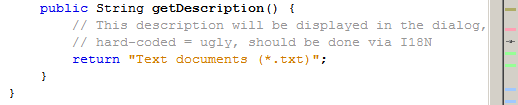 public String getDescription() {
// This description will be displayed in the dialog,
// hard-coded = ugly, should be done via I18N
return "Text documents (*.txt)";
}
}